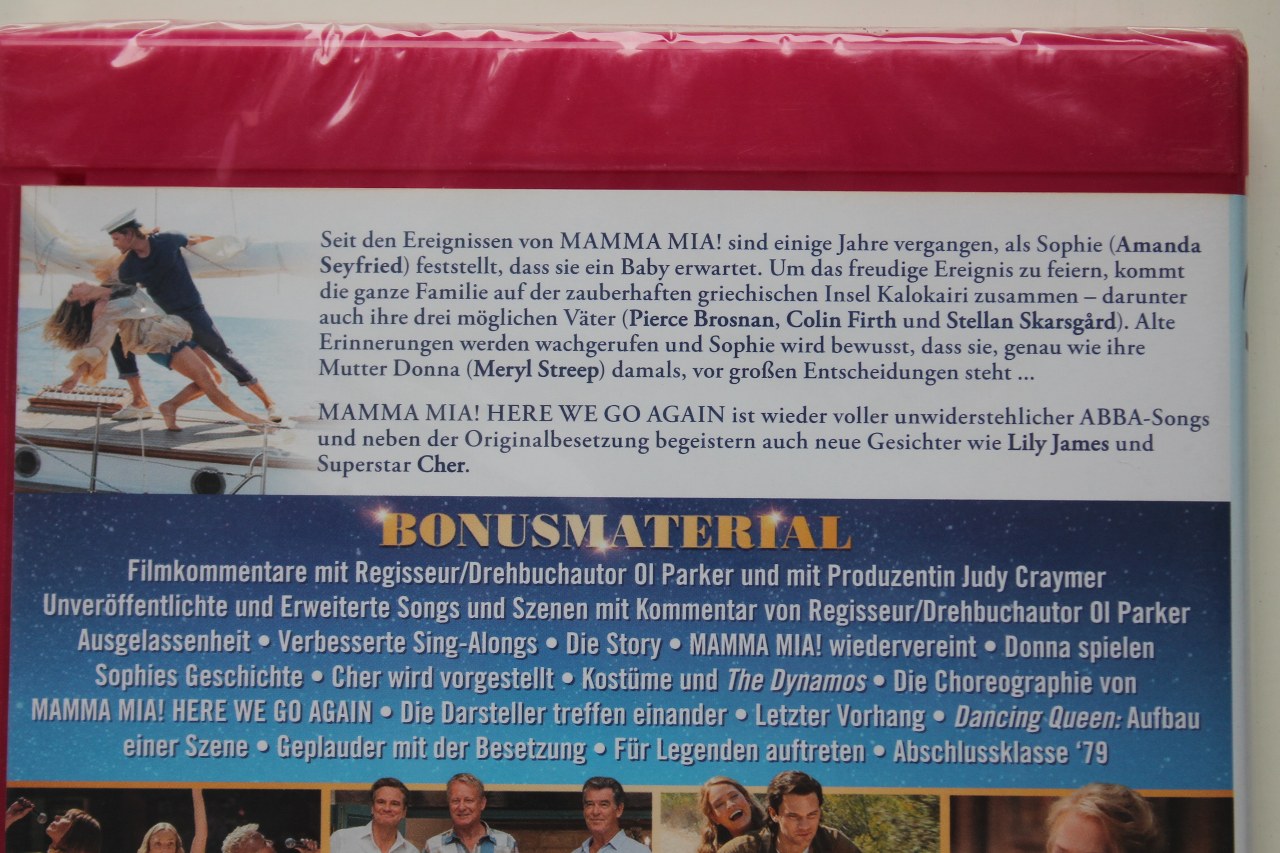 Seit den Ereignissen von MAMMA MIA! sind einige Jahre vergangen, als Sophie (Amanda
Seyfried) feststellt, dass sie ein Baby erwartet. Um das freudige Ereignis zu feiern, kommt
die ganze Familie auf der zauberhaften griechischen Insel Kalokairi zusammen – darunter
auch ihre drei möglichen Väter (Pierce Brosnan, Colin Firth und Stellan Skarsgård). Alte
Erinnerungen werden wachgerufen und Sophie wird bewusst, dass sie, genau wie ihre
Mutter Donna (Meryl Streep) damals, vor großen Entscheidungen steht ...
MAMMA MIA! HERE WE GO AGAIN ist wieder voller unwiderstehlicher ABBA-Songs
und neben der Originalbesetzung begeistern auch neue Gesichter wie Lily James und
Superstar Cher.
BONUSMATERIAL
Filmkommentare mit Regisseur/Drehbuchautor Ol Parker und mit Produzentin Judy Craymer
Unveröffentlichte und Erweiterte Songs und Szenen mit Kommentar von Regisseur/Drehbuchautor Ol Parker
Ausgelassenheit • Verbesserte Sing-Alongs • Die Story • MAMMA MIA! wiedervereint • Donna spielen
Sophies Geschichte • Cher wird vorgestellt • Kostüme und The Dynamos • Die Choreographie von
MAMMA MIA! HERE WE GO AGAIN • Die Darsteller treffen einander • Letzter Vorhang • Dancing Queen: Aufbau
einer Szene • Geplauder mit der Besetzung • Für Legenden auftreten • Abschlussklasse ‘79